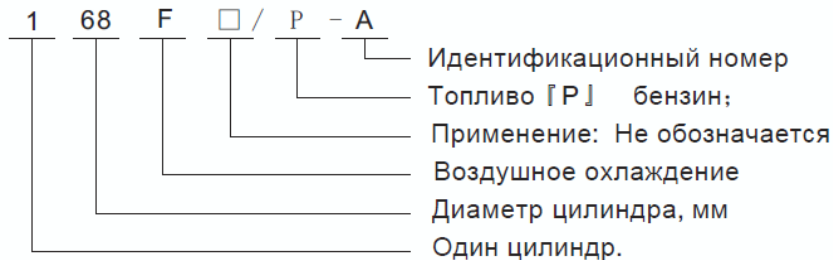 1 68 F □ / P - A
Идентификационный номер
Топливо『P』 бензин;
Применение: Не обозначается
Воздушное охлаждение
Диаметр цилиндра, мм
Один цилиндр.